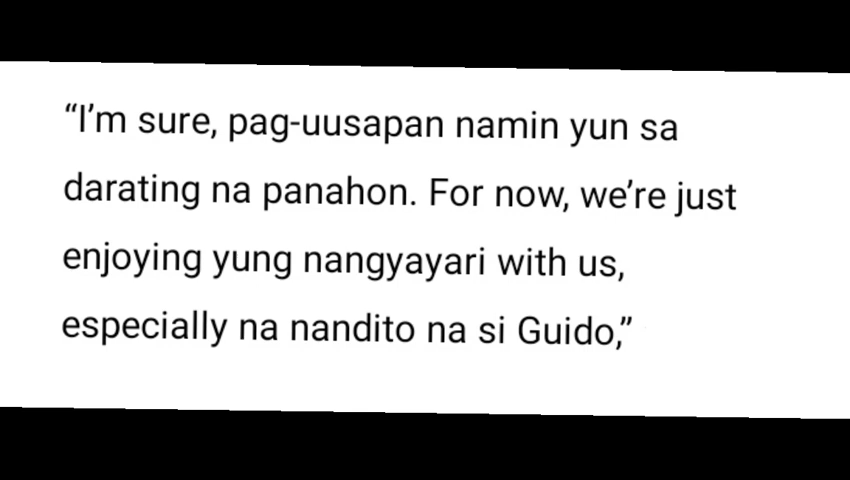 “I’m sure, pag-uusapan namin yun sa
darating na panahon. For now, we’re just
enjoying yung nangyayari with us,
especially na nandito na si Guido,”